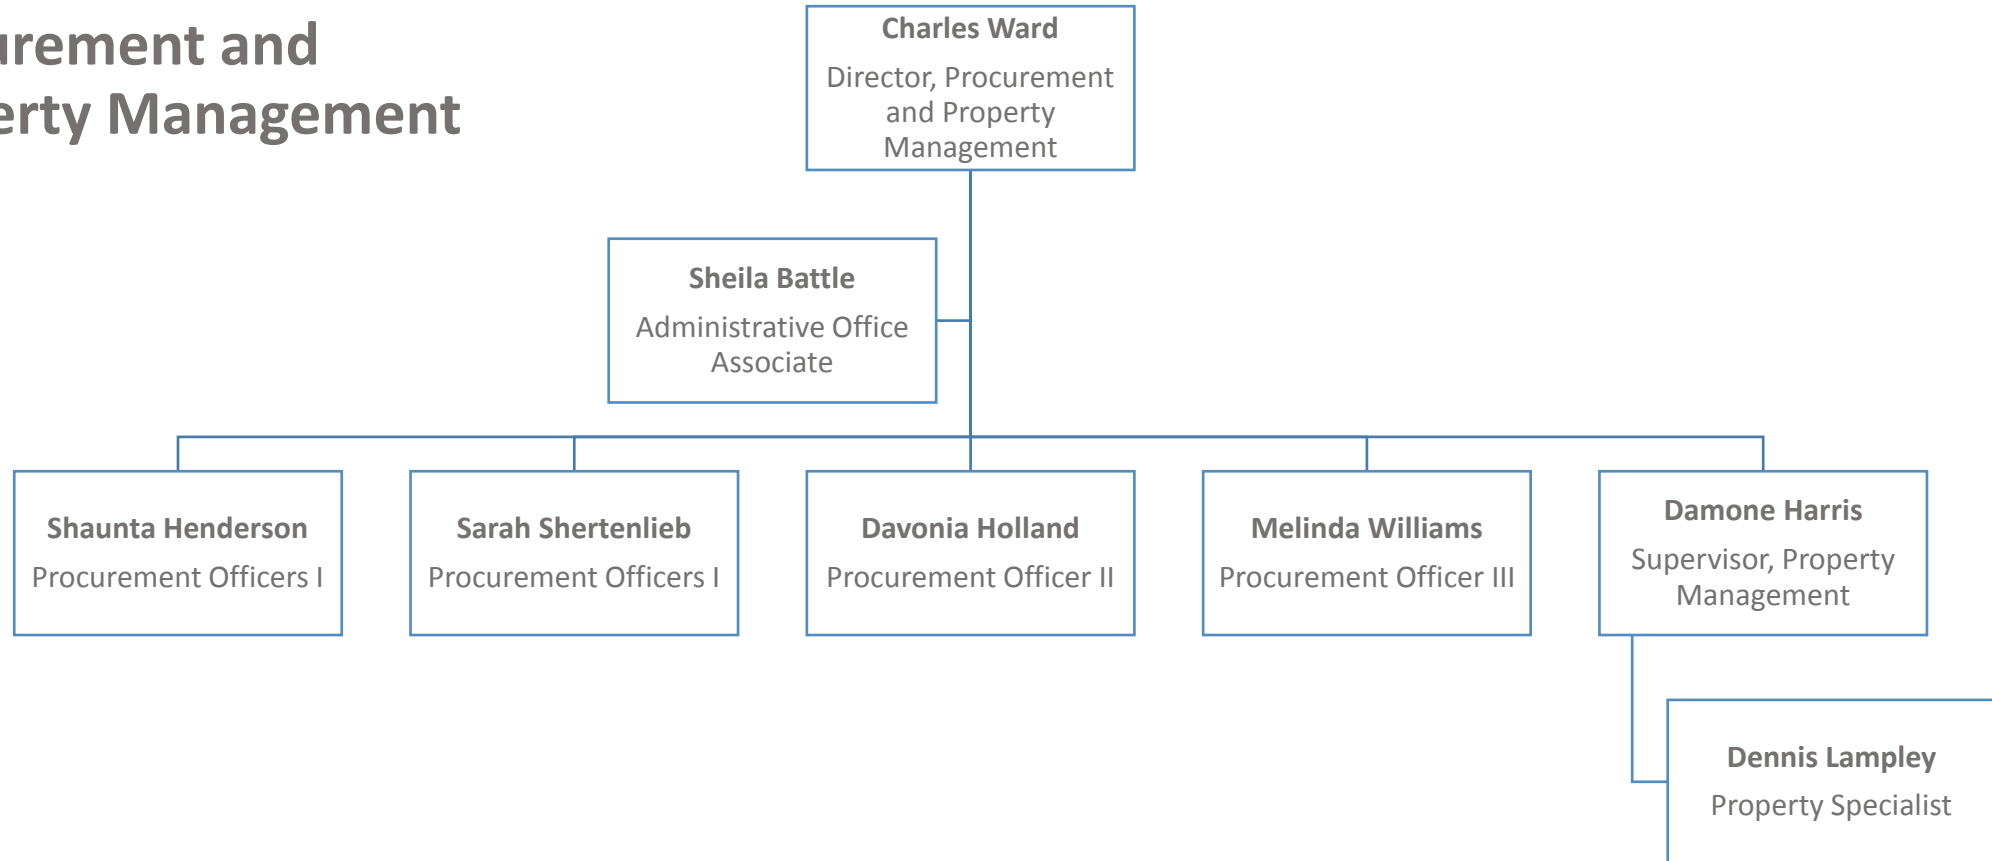 urement and
erty Management
Charles Ward
Director, Procurement
and Property
Management
Sheila Battle
Administrative Office
Associate
Shaunta Henderson
Procurement Officers I
Sarah Shertenlieb
Procurement Officers I
Davonia Holland
Procurement Officer II
Melinda Williams
Procurement Officer III
Damone Harris
Supervisor, Property
Management
Dennis Lampley
Property Specialist